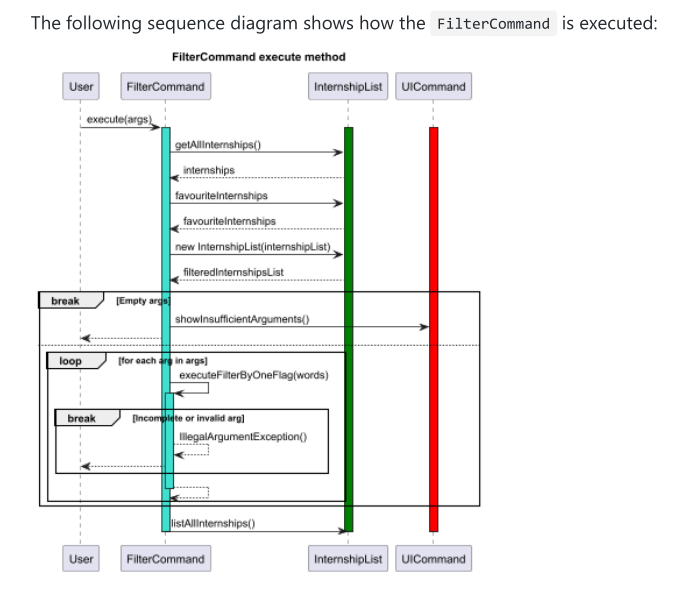 The following sequence diagram shows how the FilterCommand is executed:
FilterCommand execute method
User FilterCommand InternshipList UICommand
execute(args)
getAllInternships()
internships
favouriteInternships
favouriteInternships
new InternshipList(internshipList)
filteredInternshipsList
break [Empty args]
showInsufficientArguments()
loop [for each arg in args]
executeFilterByOneFlag(words)
break [Incomplete or invalid arg]
IllegalArgumentException()
listAllInternships()
User FilterCommand InternshipList UICommand